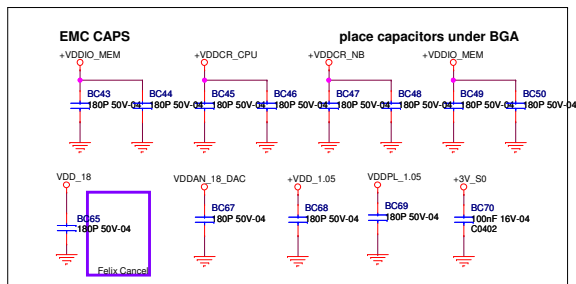 EMC CAPS
place capacitors under BGA
+VDDIO_MEM
+VDDCR_CPU
+VDDCR_NB
+VDDIO_MEM
BC43
BC44
BC45
BC46
BC47
BC48
BC49
BC50
180P 50V-04
180P 50V-04
180P 50V-04
180P 50V-04
180P 50V-04
180P 50V-04
180P 50V-04
180P 50V-04
VDD_18
VDDAN_18_DAC
+VDD_1.05
VDDPL_1.05
+3V_S0
BC65
180P 50V-04
BC67
180P 50V-04
BC68
180P 50V-04
BC69
180P 50V-04
BC70
100nF 16V-04
C0402
Felix Cancel